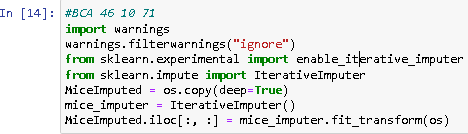 In [14]: #BCA 46 10 71
import warnings
warnings.filterwarnings("ignore")
from sklearn.experimental import enable_iterative_imputer
from sklearn.impute import IterativeImputer
MiceImputed = os.copy(deep=True)
mice_imputer = IterativeImputer()
MiceImputed.iloc[:, :] = mice_imputer.fit_transform(os)